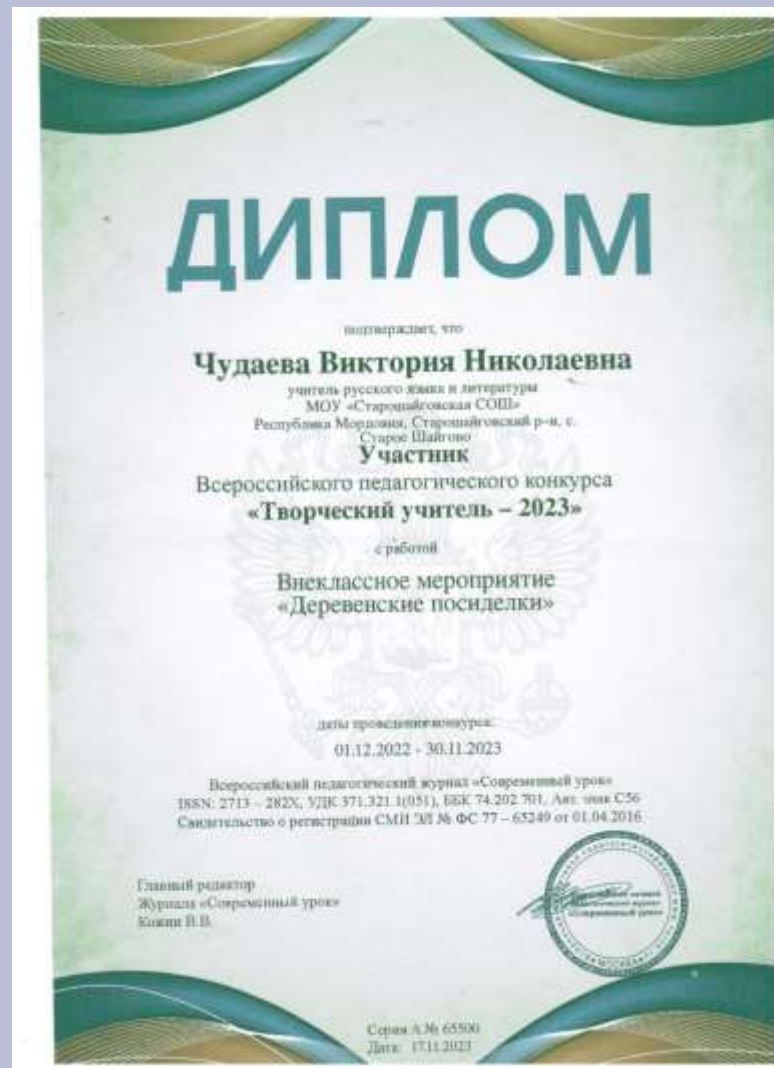 ДИПЛОМ
подтверждает, что
Чудаева Виктория Николаевна
учитель русского языка и литературы
МОУ «Старошайговская СОШ»
Республика Мордовия, Старошайговский р-н, с.
Старое Шайгово
Участник
Всероссийского педагогического конкурса
«Творческий учитель – 2023»
с работой
Внеклассное мероприятие
«Деревенские посиделки»
даты проведения конкурса:
01.12.2022 - 30.11.2023
Всероссийский педагогический журнал «Современный урок»
ISSN: 2713 – 282X, УДК 371.321.1(051), ББК 74.202.701, Авт. знак С56
Свидетельство о регистрации СМИ ЭЛ № ФС 77 – 65249 от 01.04.2016
Главный редактор
Журнала «Современный урок»
Кожин В.В.
«Современный урок»
Серия А № 65500
Дата: 17.11.2023